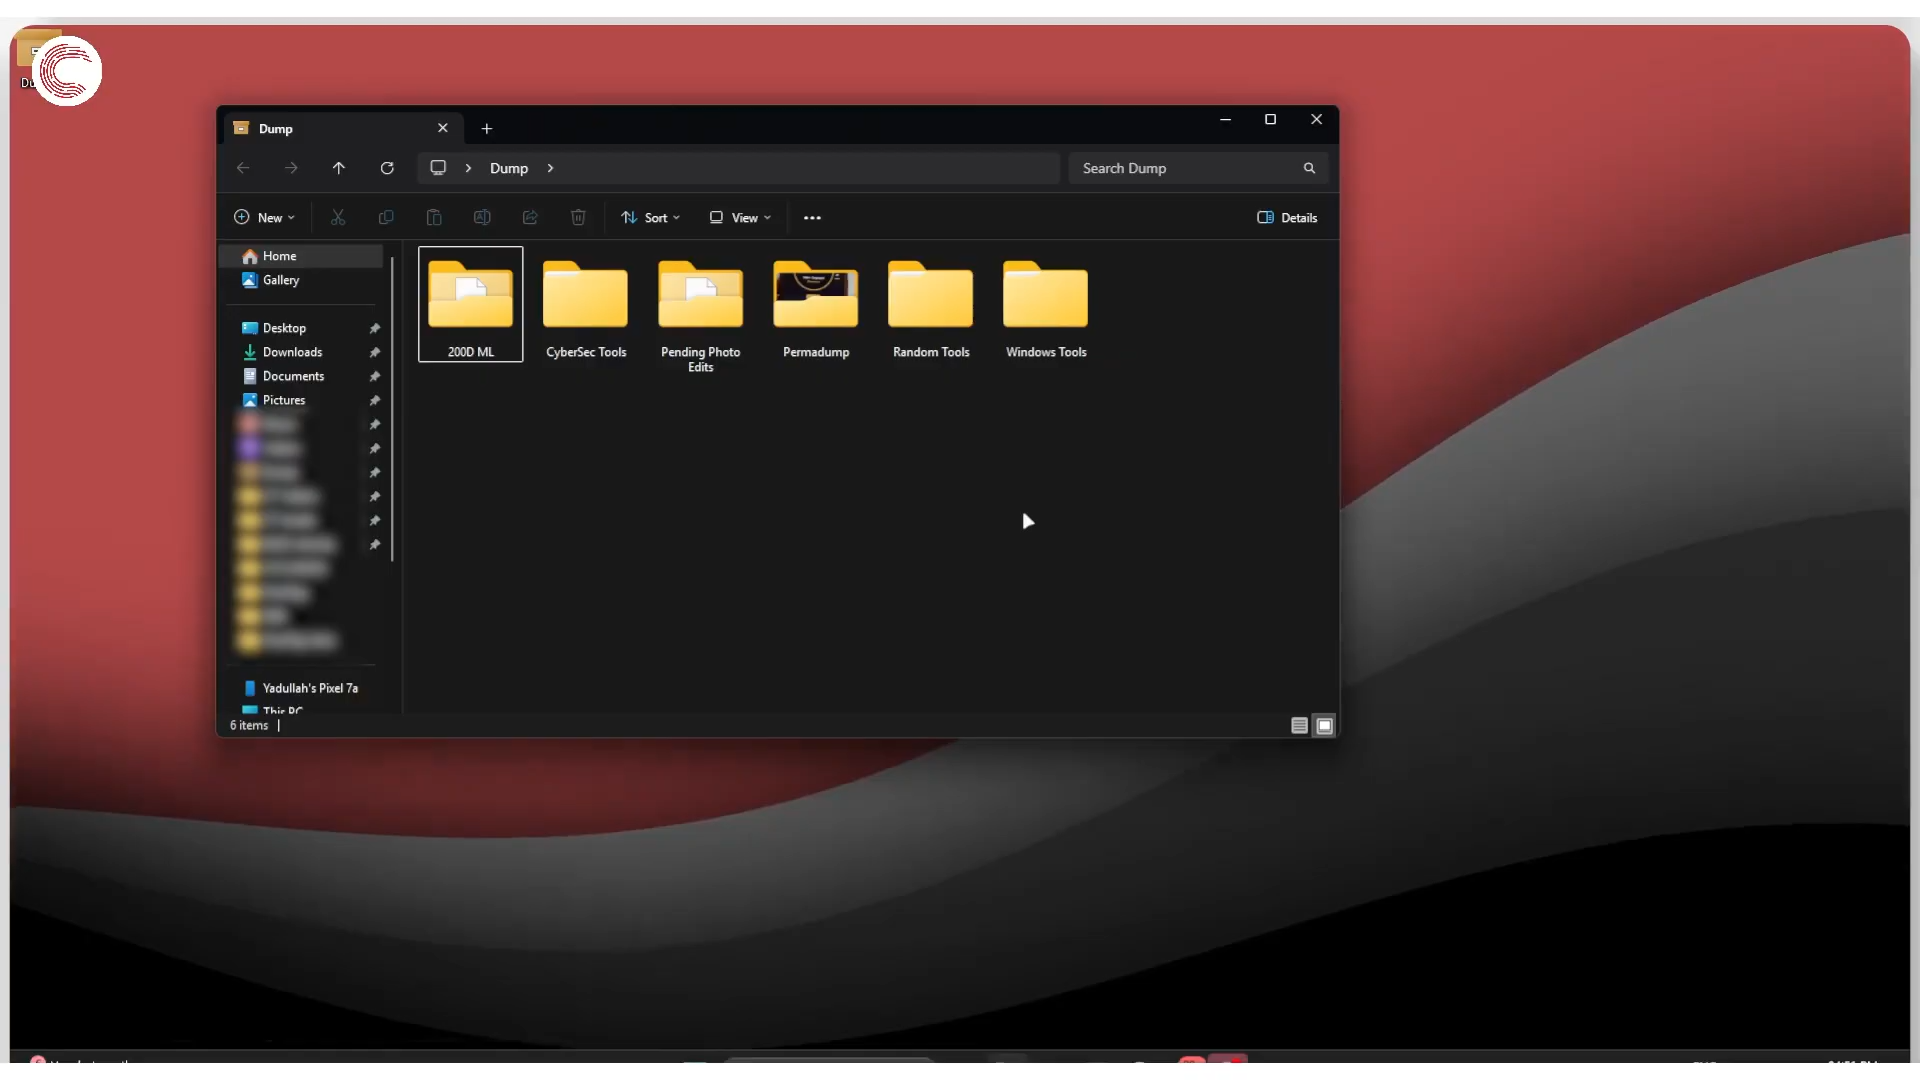 Dump
Dump
Search Dump
New
Sort
View
Details
Home
Gallery
Desktop
Downloads
Documents
Pictures
Yadullah's Pixel 7a
This PC
200D ML
CyberSec Tools
Pending Photo
Edits
Permadump
Random Tools
Windows Tools
6 items